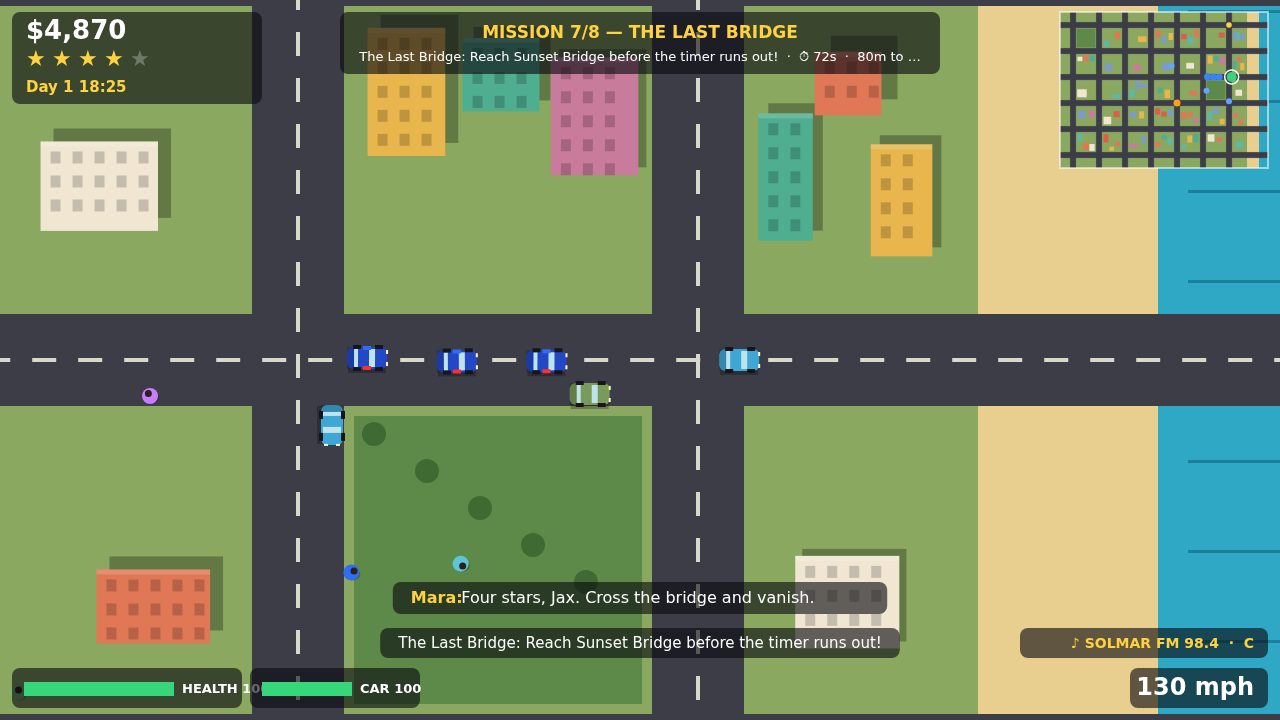 $4,870
★ ★ ★ ★ ★
Day 1 18:25
MISSION 7/8 — THE LAST BRIDGE
The Last Bridge: Reach Sunset Bridge before the timer runs out! · ⏱ 72s · 80m to …
Mara: Four stars, Jax. Cross the bridge and vanish.
The Last Bridge: Reach Sunset Bridge before the timer runs out!
♪ SOLMAR FM 98.4 · C
HEALTH 100
CAR 100
130 mph